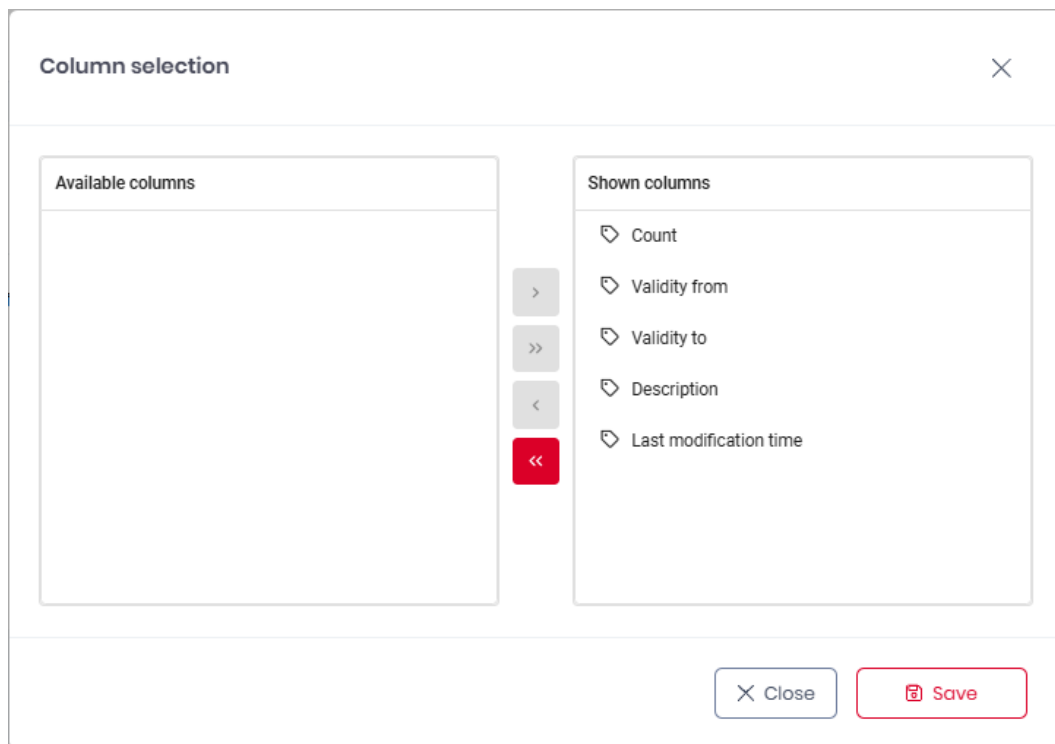 Column selection
Available columns
Shown columns
Count
Validity from
Validity to
Description
Last modification time
Close
Save